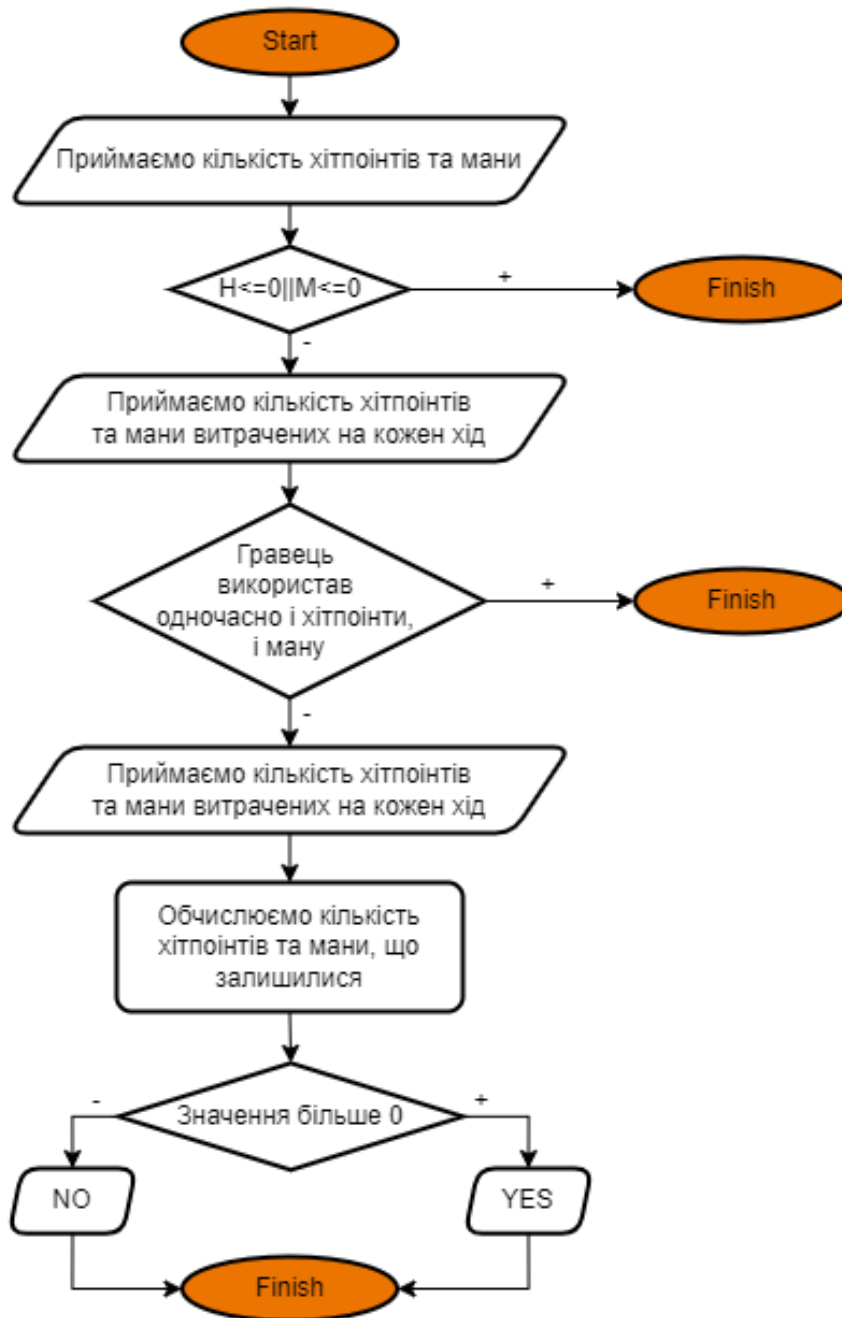 Start
Приймаємо кількість хітпоінтів та мани
H<=0||M<=0
+
Finish
-
Приймаємо кількість хітпоінтів
та мани витрачених на кожен хід
Гравець
використав
одночасно і хітпоінти,
і ману
+
Finish
-
Приймаємо кількість хітпоінтів
та мани витрачених на кожен хід
Обчислюємо кількість
хітпоінтів та мани, що
залишилися
-
Значення більше 0
+
NO
YES
Finish